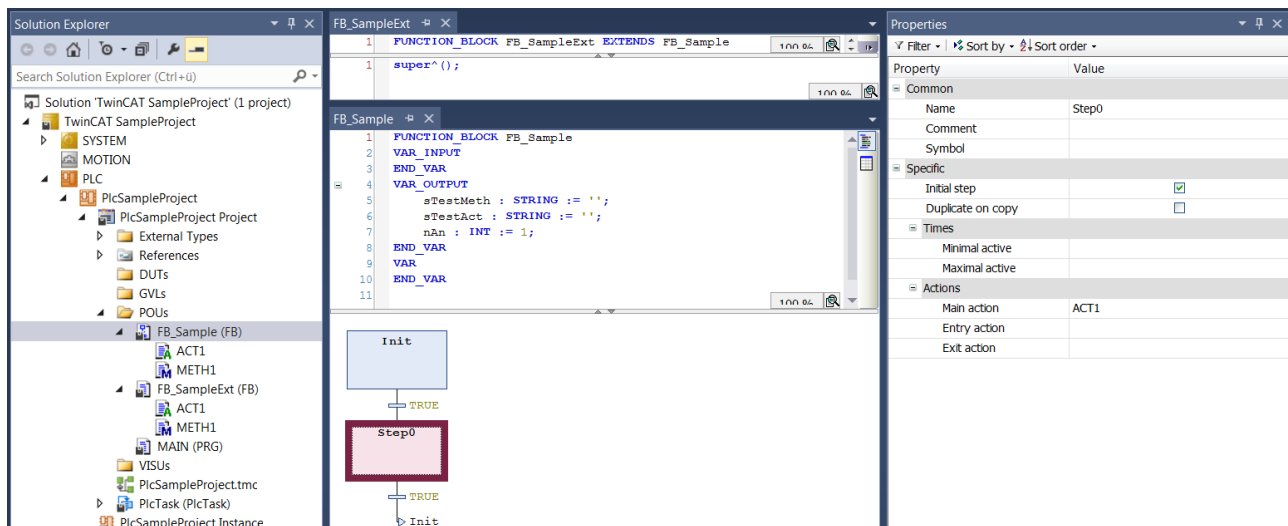 Solution Explorer
Search Solution Explorer (Ctrl+ü)
Solution 'TwinCAT SampleProject' (1 project)
TwinCAT SampleProject
SYSTEM
MOTION
PLC
PlcSampleProject
PlcSampleProject Project
External Types
References
DUTs
GVLs
POUs
FB_Sample (FB)
ACT1
METH1
FB_SampleExt (FB)
ACT1
METH1
MAIN (PRG)
VISUs
PlcSampleProject.tmc
PlcTask (PlcTask)
PlcSampleProject Instance
FB_SampleExt
1 FUNCTION_BLOCK FB_SampleExt EXTENDS FB_Sample
100 %
1 super^();
100 %
FB_Sample
1 FUNCTION_BLOCK FB_Sample
2 VAR_INPUT
3 END_VAR
4 VAR_OUTPUT
5 sTestMeth : STRING := '';
6 sTestAct : STRING := '';
7 nAn : INT := 1;
8 END_VAR
9 VAR
10 END_VAR
11
100 %
Init
TRUE
Step0
TRUE
Init
Properties
Filter Sort by Sort order
Property Value
Common
Name Step0
Comment
Symbol
Specific
Initial step
Duplicate on copy
Times
Minimal active
Maximal active
Actions
Main action ACT1
Entry action
Exit action